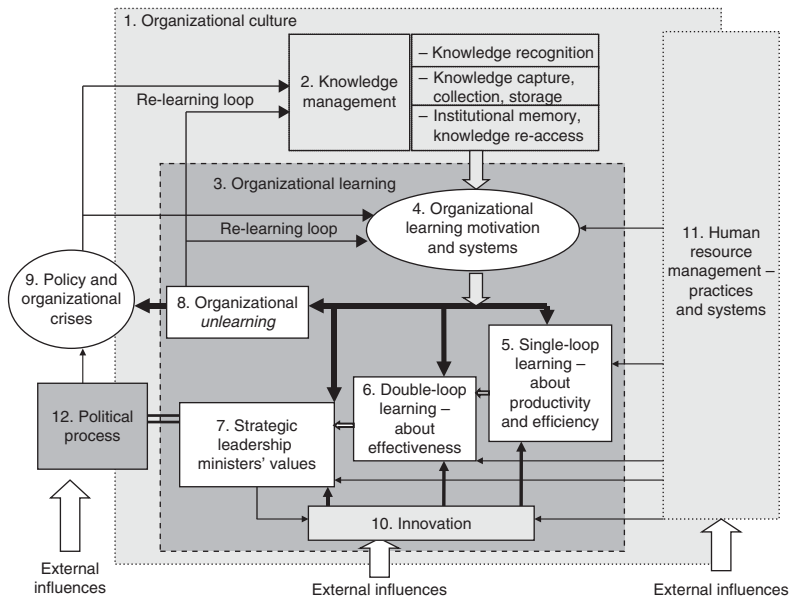 1. Organizational culture
2. Knowledge
management
– Knowledge recognition
– Knowledge capture,
collection, storage
– Institutional memory,
knowledge re-access
Re-learning loop
3. Organizational learning
4. Organizational
learning motivation
and systems
Re-learning loop
11. Human
resource
management –
practices
and systems
9. Policy and
organizational
crises
8. Organizational
unlearning
5. Single-loop
learning –
about
productivity
and efficiency
6. Double-loop
learning –
about
effectiveness
7. Strategic
leadership
ministers’ values
12. Political
process
10. Innovation
External
influences
External influences
External influences